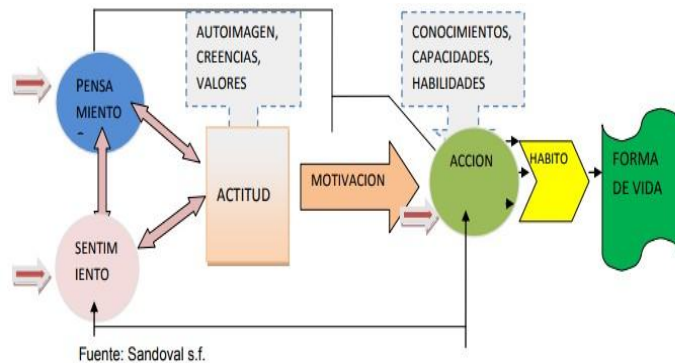 AUTOIMAGEN,
CREENCIAS,
VALORES
CONOCIMIENTOS,
CAPACIDADES,
HABILIDADES
PENSA
MIENTO
SENTIM
IENTO
ACTITUD
MOTIVACION
ACCION
HABITO
FORMA
DE VIDA
Fuente: Sandoval s.f.